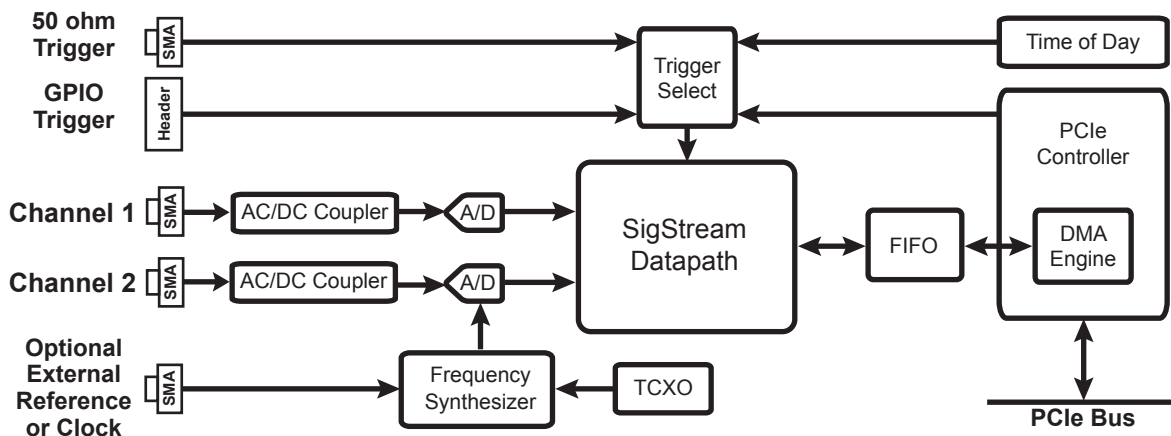 50 ohm
Trigger
SMA
Time of Day
Trigger
Select
GPIO
Trigger
Header
PCIe
Controller
Channel 1
SMA
AC/DC Coupler
A/D
SigStream
Datapath
FIFO
DMA
Engine
Channel 2
SMA
AC/DC Coupler
A/D
Optional
External
Reference
or Clock
SMA
Frequency
Synthesizer
TCXO
PCIe Bus